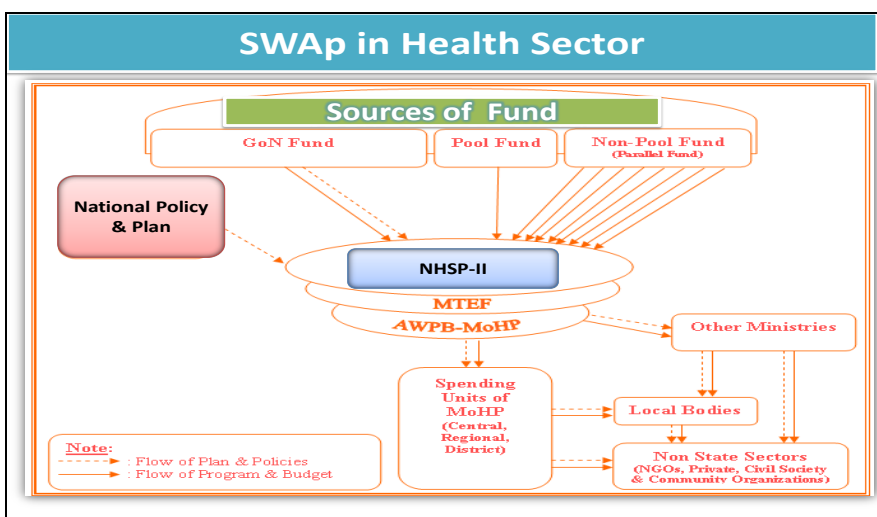 SWAp in Health Sector
Sources of Fund
GoN Fund
Pool Fund
Non-Pool Fund
(Parallel Fund)
National Policy
& Plan
NHSP-II
MTEF
AWPB-MoHP
Other Ministries
Spending
Units of
MoHP
(Central,
Regional,
District)
Local Bodies
Non State Sectors
(NGOs, Private, Civil Society
& Community Organizations)
Note:
: Flow of Plan & Policies
: Flow of Program & Budget